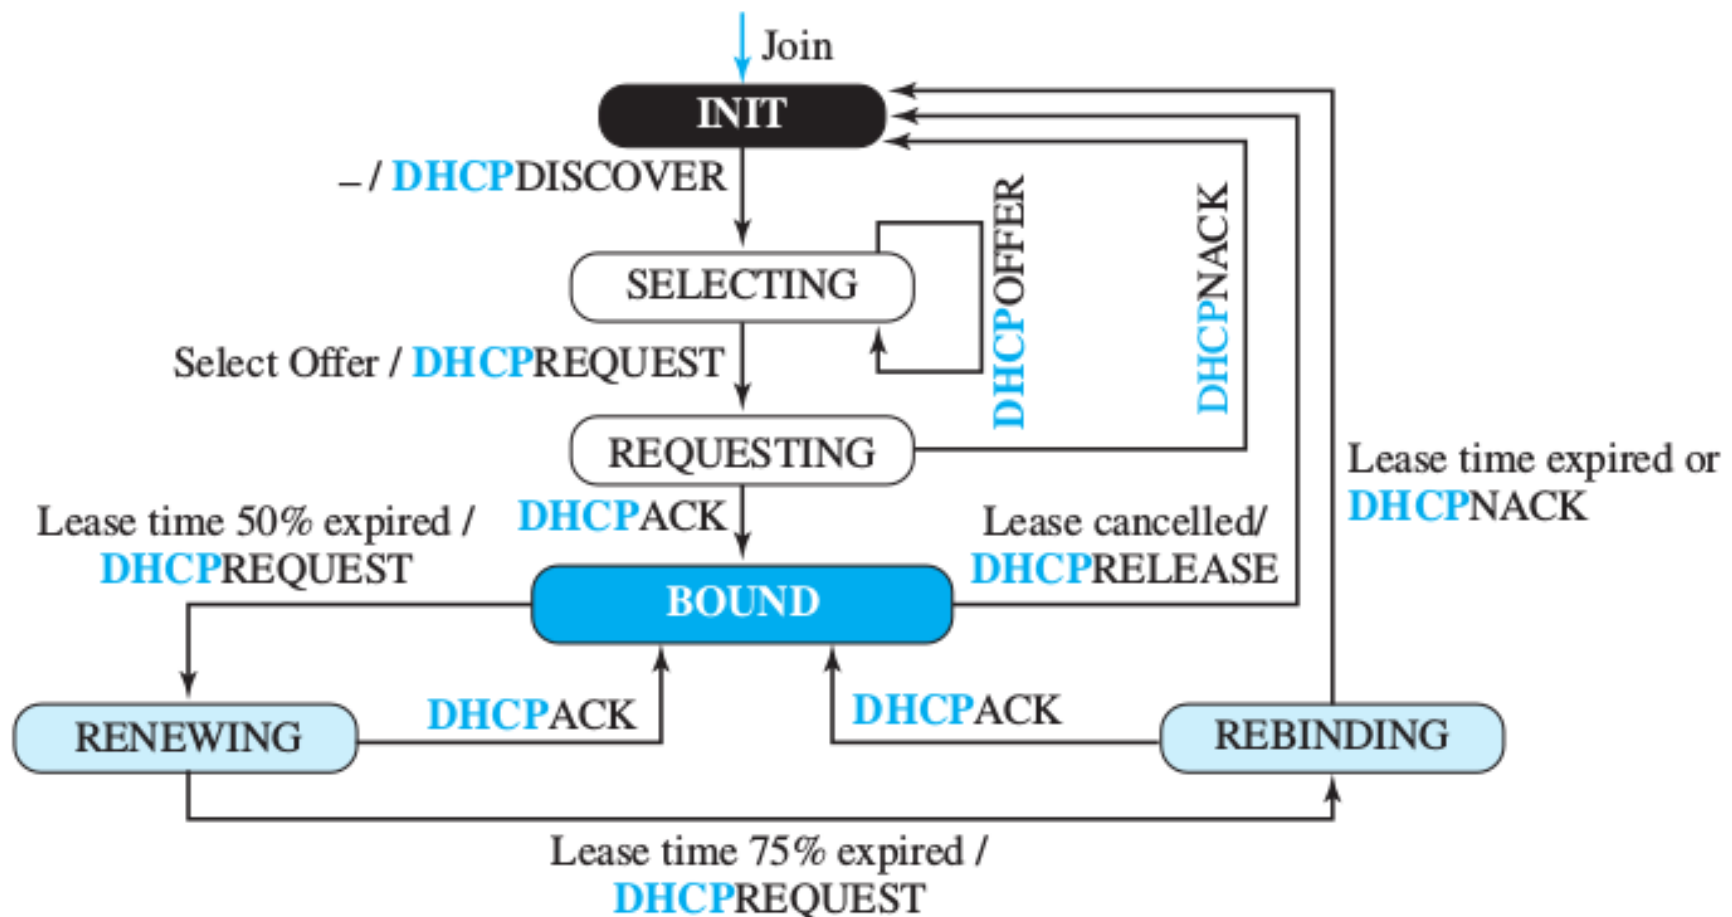 Join
INIT
– / DHCPDISCOVER
SELECTING
DHCPOFFER
DHCPNACK
Select Offer / DHCPREQUEST
REQUESTING
Lease time expired or
DHCPNACK
Lease time 50% expired /
DHCPREQUEST
DHCPACK
Lease cancelled/
DHCPRELEASE
BOUND
RENEWING
DHCPACK
DHCPACK
REBINDING
Lease time 75% expired /
DHCPREQUEST